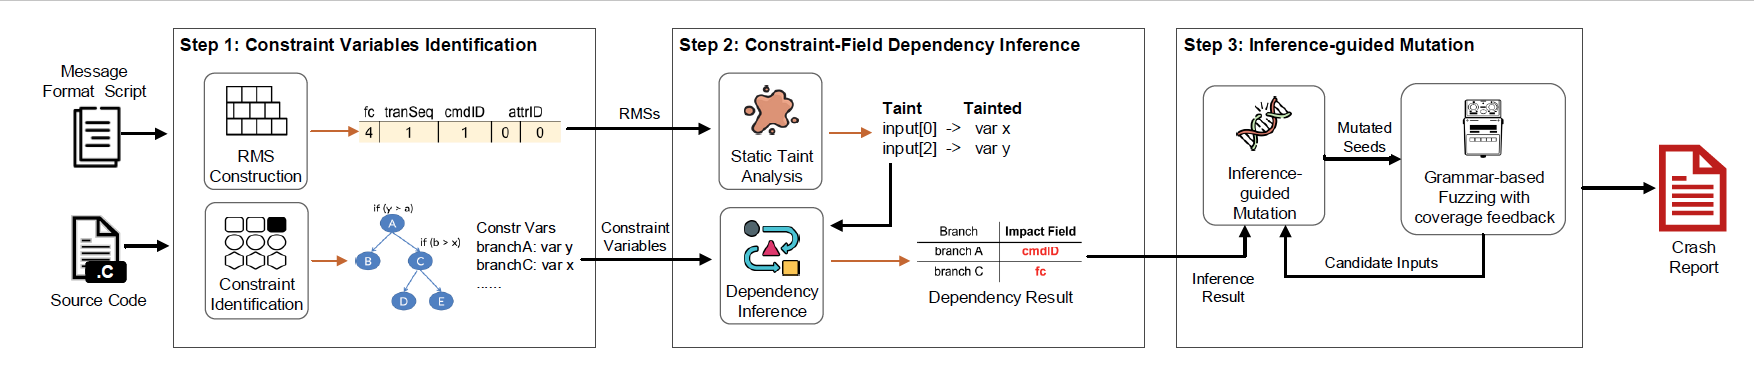 Message
Format Script
.C
Source Code
Step 1: Constraint Variables Identification
RMS
Construction
fc tranSeq cmdID attrID
4 1 1 0 0
Constraint
Identification
if (y > a)
A
if (b > x)
B
C
D
E
Constr Vars
branchA: var y
branchC: var x
......
RMSs
Constraint
Variables
Step 2: Constraint-Field Dependency Inference
Static Taint
Analysis
Taint Tainted
input[0] -> var x
input[2] -> var y
Dependency
Inference
Branch Impact Field
branch A cmdID
branch C fc
Dependency Result
Step 3: Inference-guided Mutation
Inference-
guided
Mutation
Mutated
Seeds
Grammar-based
Fuzzing with
coverage feedback
Candidate Inputs
Inference
Result
Crash
Report